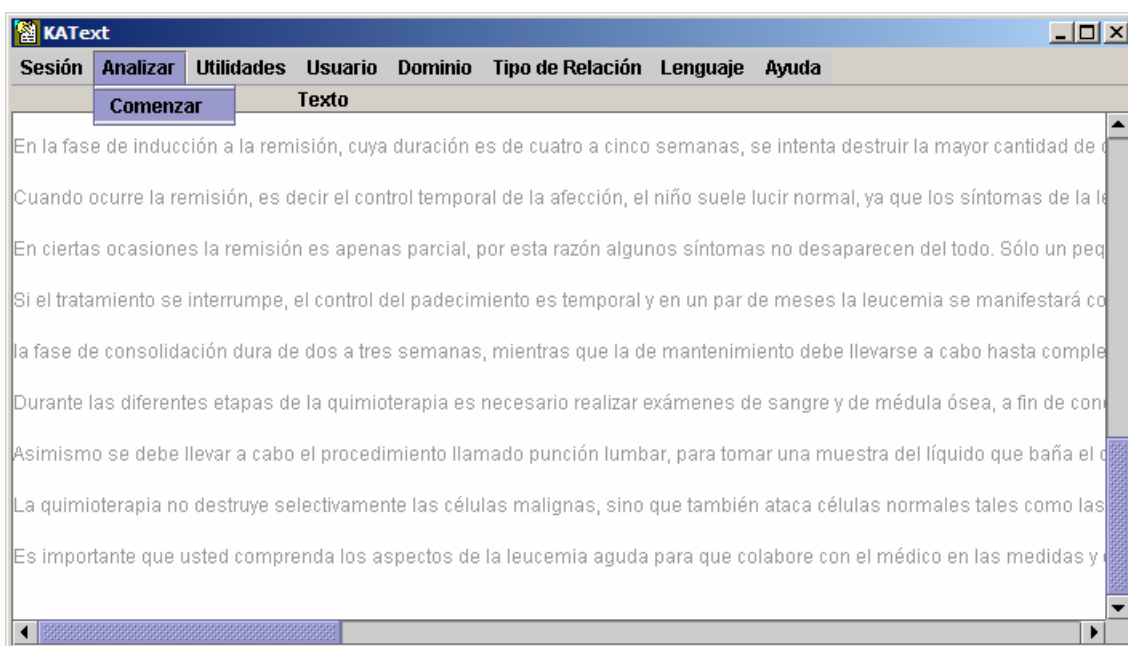 KAText
Sesión Analizar Utilidades Usuario Dominio Tipo de Relación Lenguaje Ayuda
Comenzar Texto
En la fase de inducción a la remisión, cuya duración es de cuatro a cinco semanas, se intenta destruir la mayor cantidad de
Cuando ocurre la remisión, es decir el control temporal de la afección, el niño suele lucir normal, ya que los síntomas de la
En ciertas ocasiones la remisión es apenas parcial, por esta razón algunos síntomas no desaparecen del todo. Sólo un peq
Si el tratamiento se interrumpe, el control del padecimiento es temporal y en un par de meses la leucemia se manifestará co
la fase de consolidación dura de dos a tres semanas, mientras que la de mantenimiento debe llevarse a cabo hasta comple
Durante las diferentes etapas de la quimioterapia es necesario realizar exámenes de sangre y de médula ósea, a fin de con
Asimismo se debe llevar a cabo el procedimiento llamado punción lumbar, para tomar una muestra del líquido que baña el
La quimioterapia no destruye selectivamente las células malignas, sino que también ataca células normales tales como las
Es importante que usted comprenda los aspectos de la leucemia aguda para que colabore con el médico en las medidas y